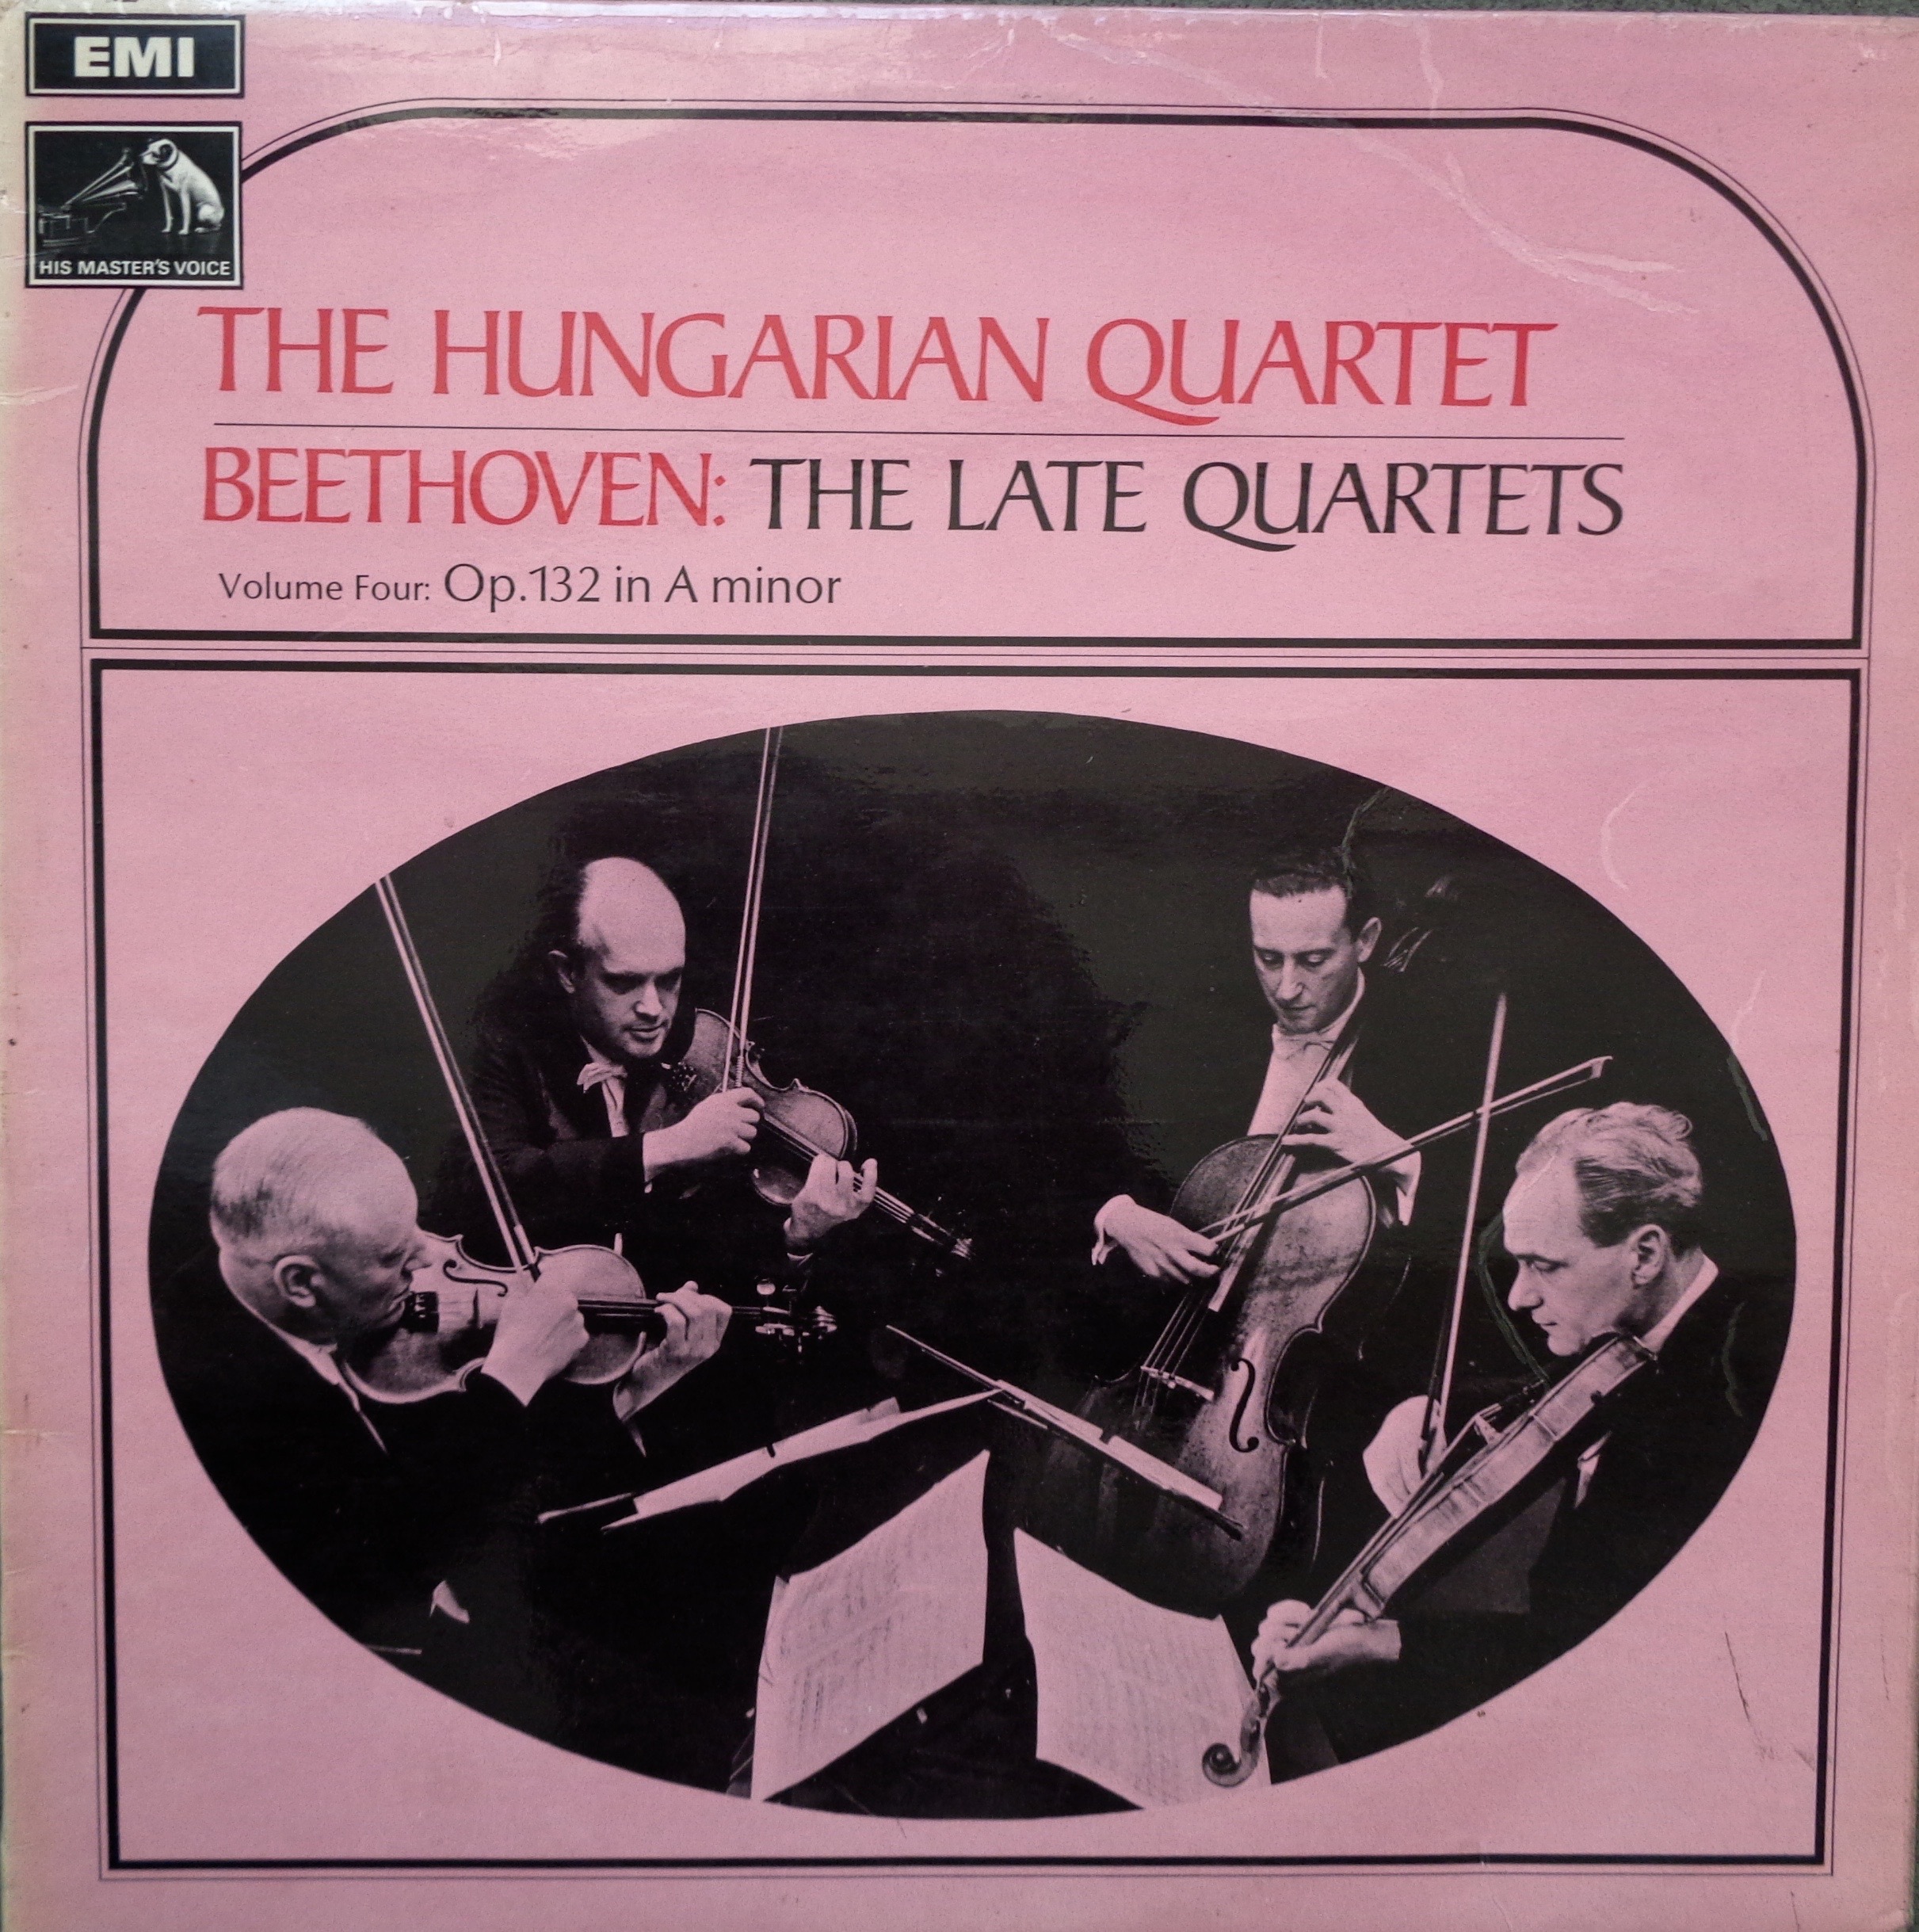 EMI
HIS MASTER'S VOICE
THE HUNGARIAN QUARTET
BEETHOVEN: THE LATE QUARTETS
Volume Four: Op.132 in A minor